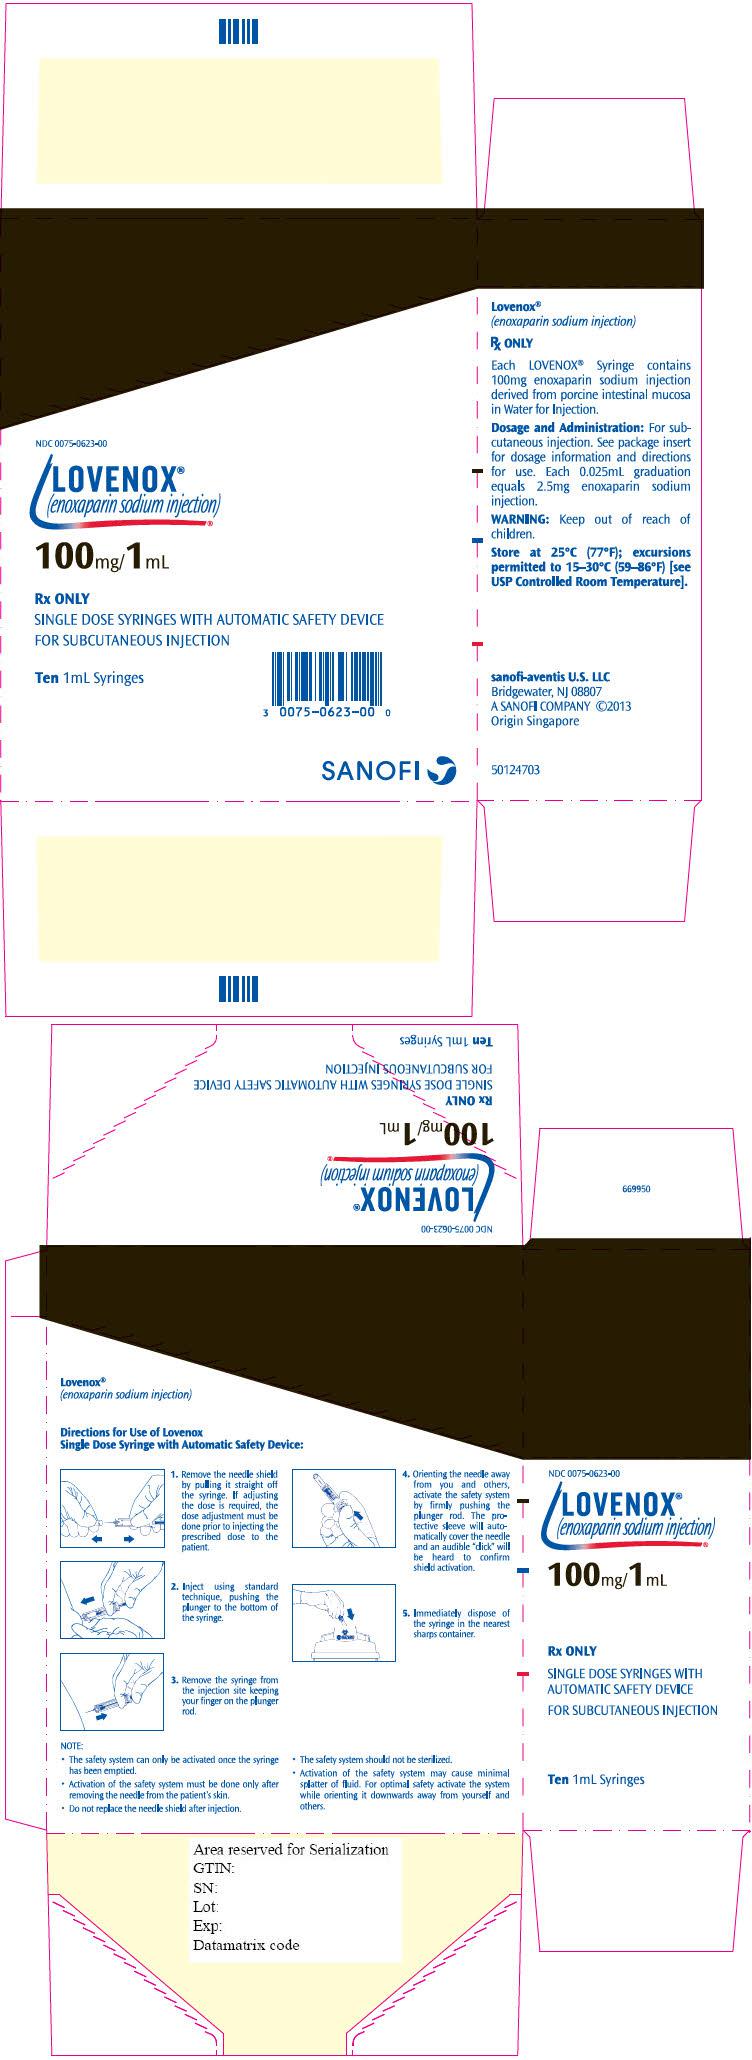 Lovenox®
(enoxaparin sodium injection)
Rx ONLY
Each LOVENOX® Syringe contains
100mg enoxaparin sodium injection
derived from porcine intestinal mucosa
in Water for Injection.
Dosage and Administration: For sub-
cutaneous injection. See package insert
for dosage information and directions
for use. Each 0.025mL graduation
equals 2.5mg enoxaparin sodium
injection.
WARNING: Keep out of reach of
children.
Store at 25°C (77°F); excursions
permitted to 15–30°C (59–86°F) [see
USP Controlled Room Temperature].
sanofi-aventis U.S. LLC
Bridgewater, NJ 08807
A SANOFI COMPANY ©2013
Origin Singapore
50124703
NDC 0075-0623-00
LOVENOX®
(enoxaparin sodium injection)
®
100mg/1mL
Rx ONLY
SINGLE DOSE SYRINGES WITH AUTOMATIC SAFETY DEVICE
FOR SUBCUTANEOUS INJECTION
Ten 1mL Syringes
3 0075-0623-00 0
SANOFI
NDC 0075-0623-00
LOVENOX®
(enoxaparin sodium injection)
®
100mg/1mL
Rx ONLY
SINGLE DOSE SYRINGES WITH AUTOMATIC SAFETY DEVICE
FOR SUBCUTANEOUS INJECTION
Ten 1mL Syringes
669950
Lovenox®
(enoxaparin sodium injection)
Directions for Use of Lovenox
Single Dose Syringe with Automatic Safety Device:
1. Remove the needle shield
by pulling it straight off
the syringe. If adjusting
the dose is required, the
dose adjustment must be
done prior to injecting the
prescribed dose to the
patient.
2. Inject using standard
technique, pushing the
plunger to the bottom of
the syringe.
3. Remove the syringe from
the injection site keeping
your finger on the plunger
rod.
4. Orienting the needle away
from you and others,
activate the safety system
by firmly pushing the
plunger rod. The pro-
tective sleeve will auto-
matically cover the needle
and an audible "click" will
be heard to confirm
shield activation.
5. Immediately dispose of
the syringe in the nearest
sharps container.
NOTE:
• The safety system can only be activated once the syringe
has been emptied.
• Activation of the safety system must be done only after
removing the needle from the patient's skin.
• Do not replace the needle shield after injection.
• The safety system should not be sterilized.
• Activation of the safety system may cause minimal
splatter of fluid. For optimal safety activate the system
while orienting it downwards away from yourself and
others.
NDC 0075-0623-00
LOVENOX®
(enoxaparin sodium injection)
®
100mg/1mL
Rx ONLY
SINGLE DOSE SYRINGES WITH
AUTOMATIC SAFETY DEVICE
FOR SUBCUTANEOUS INJECTION
Ten 1mL Syringes
Area reserved for Serialization
GTIN:
SN:
Lot:
Exp:
Datamatrix code